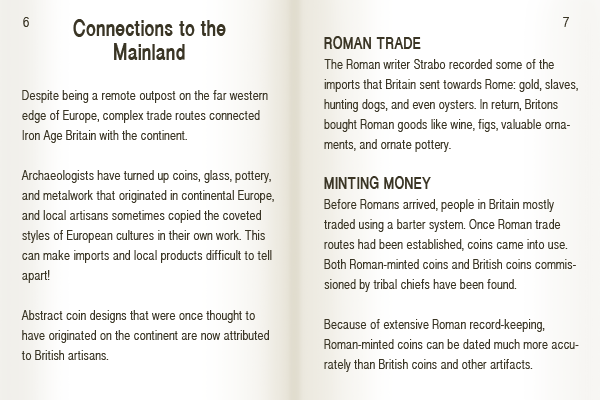 6
Connections to the
Mainland
Despite being a remote outpost on the far western
edge of Europe, complex trade routes connected
Iron Age Britain with the continent.
Archaeologists have turned up coins, glass, pottery,
and metalwork that originated in continental Europe,
and local artisans sometimes copied the coveted
styles of European cultures in their own work. This
can make imports and local products difficult to tell
apart!
Abstract coin designs that were once thought to
have originated on the continent are now attributed
to British artisans.
7
ROMAN TRADE
The Roman writer Strabo recorded some of the
imports that Britain sent towards Rome: gold, slaves,
hunting dogs, and even oysters. In return, Britons
bought Roman goods like wine, figs, valuable orna-
ments, and ornate pottery.
MINTING MONEY
Before Romans arrived, people in Britain mostly
traded using a barter system. Once Roman trade
routes had been established, coins came into use.
Both Roman-minted coins and British coins commis-
sioned by tribal chiefs have been found.
Because of extensive Roman record-keeping,
Roman-minted coins can be dated much more accu-
rately than British coins and other artifacts.